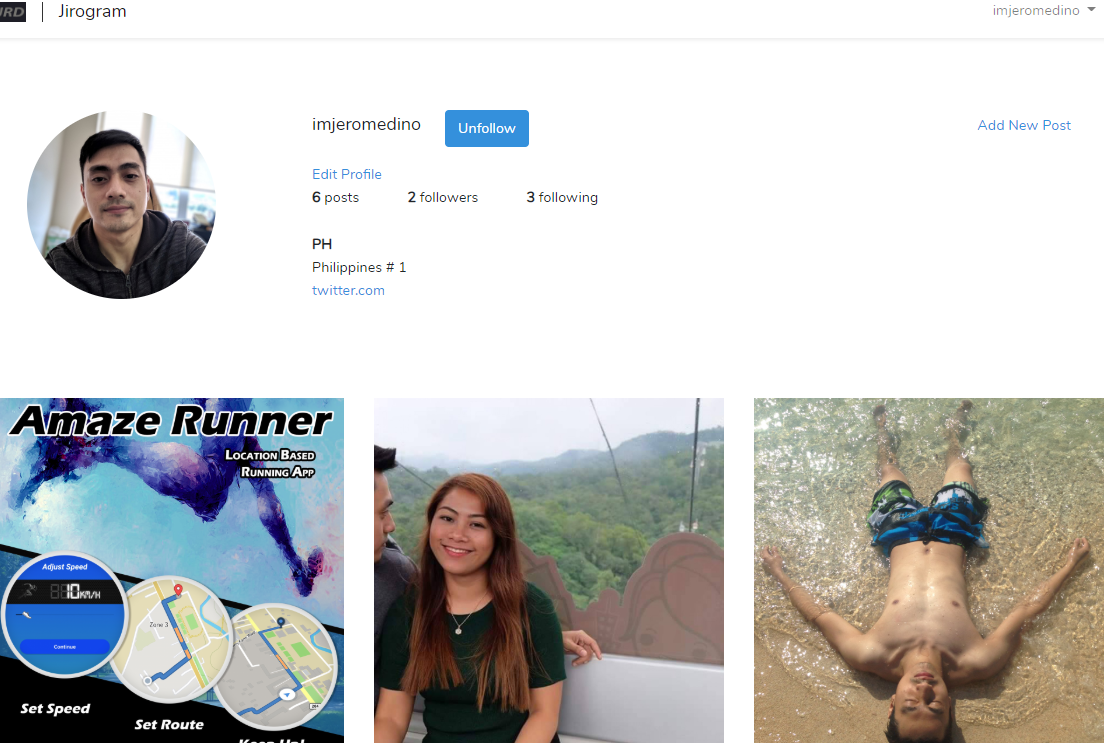 Jirogram
imjeromedino
imjeromedino
Unfollow
Add New Post
Edit Profile
6 posts 2 followers 3 following
PH
Philippines # 1
twitter.com
Amaze Runner
LOCATION BASED
RUNNING APP
Adjust Speed
10 KM/H
Continue
Zone 3
Set Speed
Set Route
Keep Up!